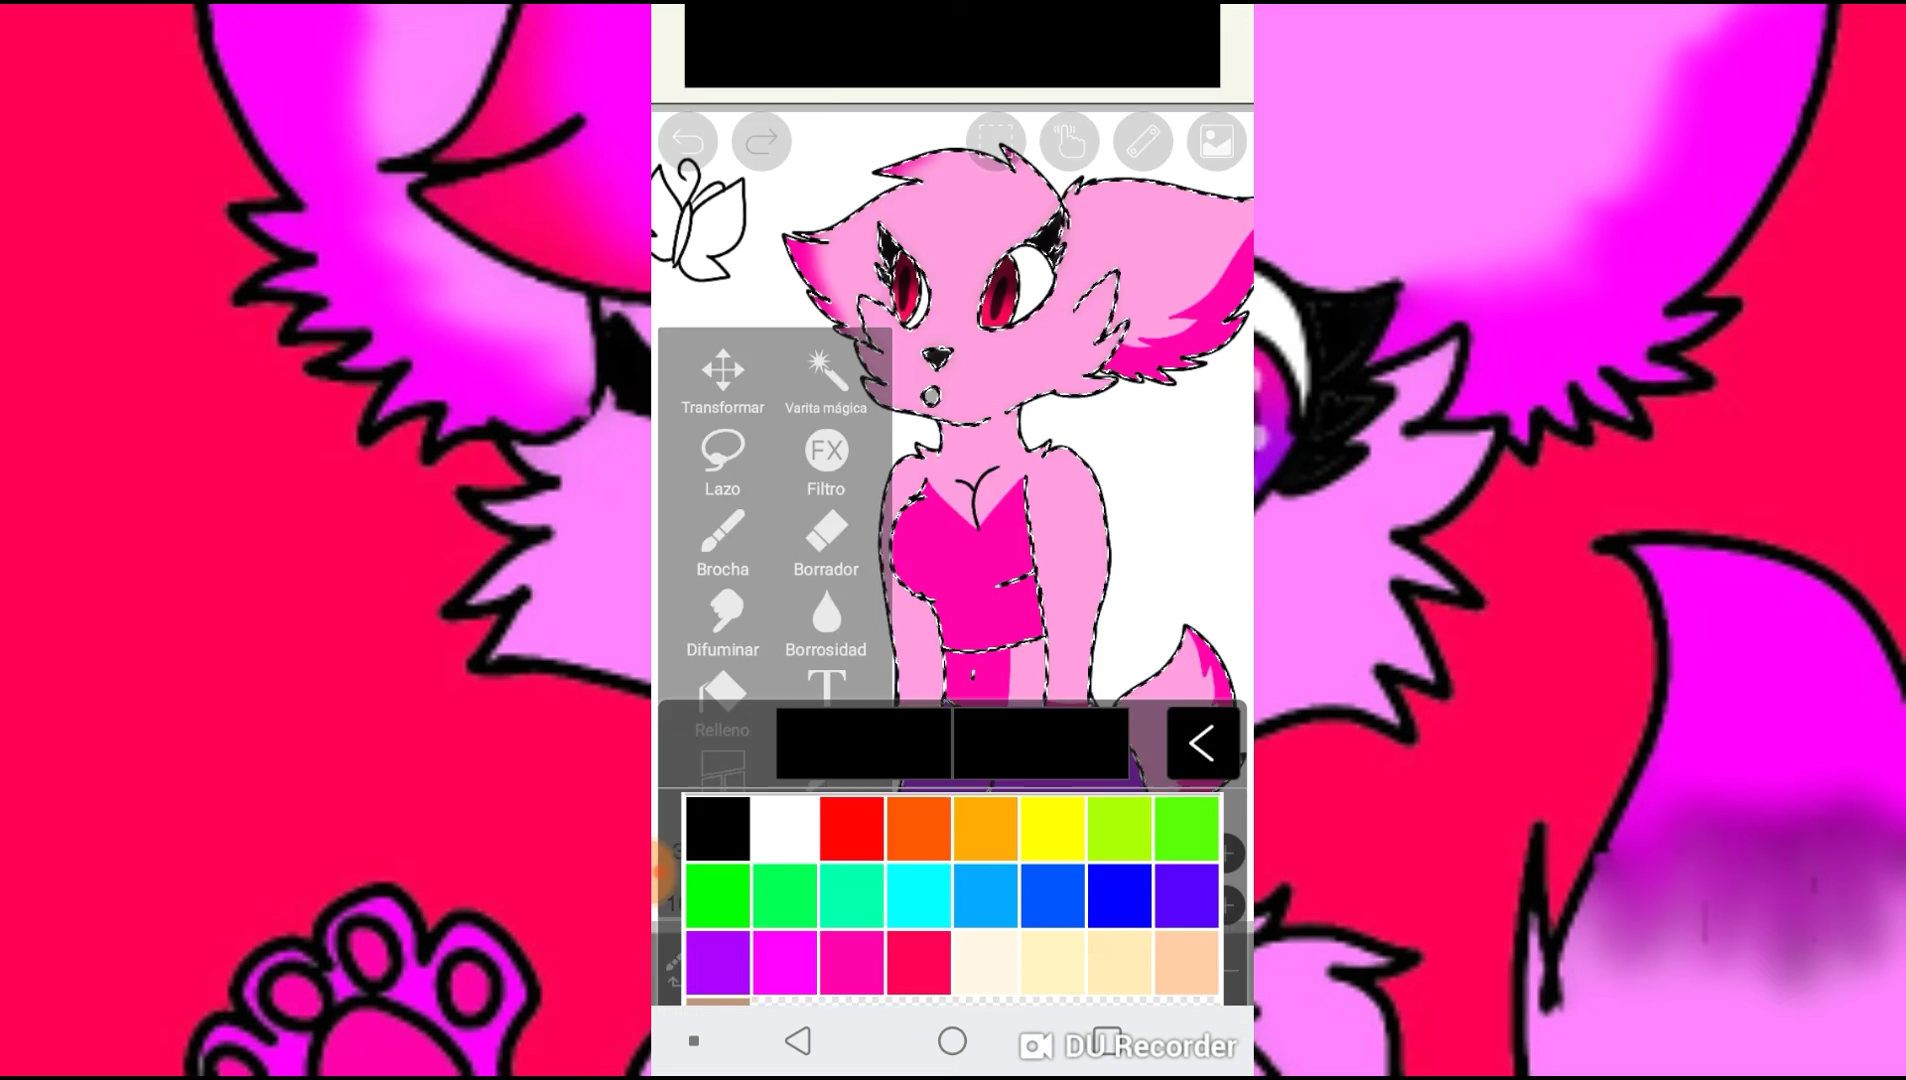 Transformar Varita mágica
Lazo FX Filtro
Brocha Borrador
Difuminar Borrosidad
T
Relleno
DU Recorder